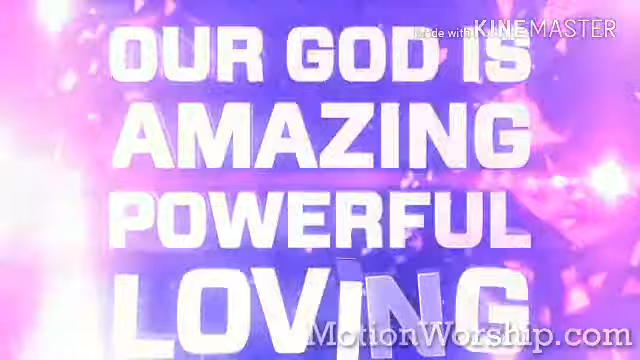 Made with KINEMASTER
OUR GOD IS
AMAZING
POWERFUL
LOVING
MotionWorship.com